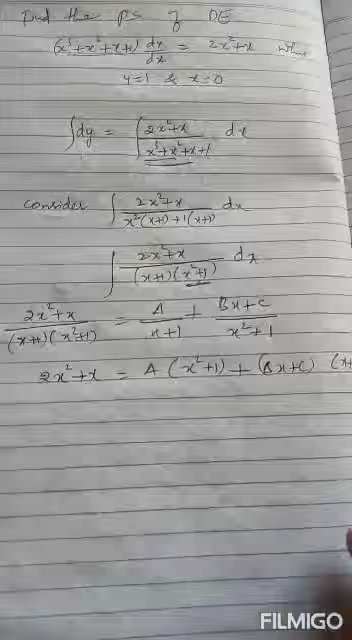 Find the PS of DE
(x³+x²+x+1) dy/dx = 2x²+x when
y=1 & x=0
∫dy = ∫ 2x²+x / x³+x²+x+1 dx
consider ∫ 2x²+x / x²(x+1)+1(x+1) dx
∫ 2x²+x / (x+1)(x²+1) dx
2x²+x / (x+1)(x²+1) = A / x+1 + Bx+C / x²+1
2x²+x = A (x²+1) + (Bx+C) (x+
FILMIGO